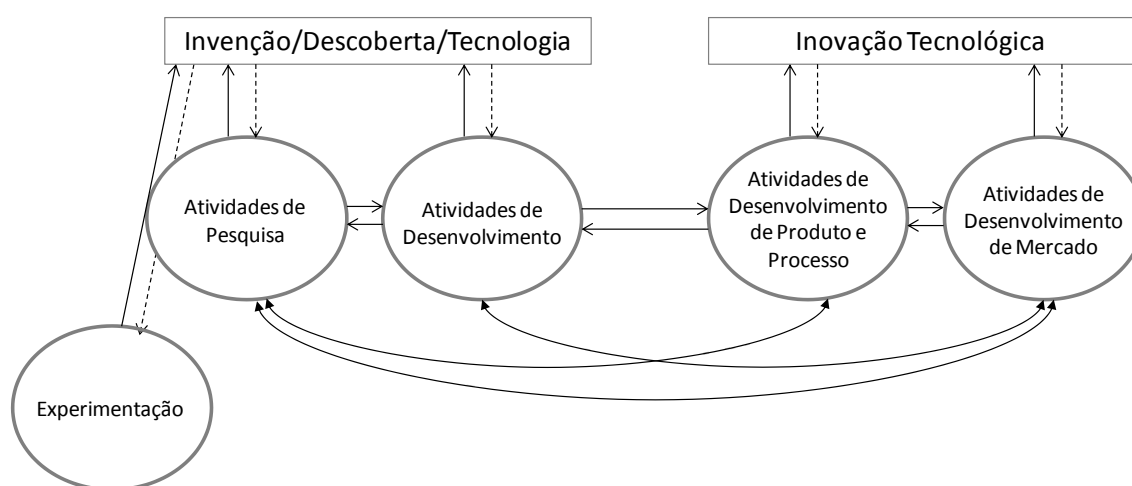 Invenção/Descoberta/Tecnologia
Inovação Tecnológica
Atividades de
Pesquisa
Atividades de
Desenvolvimento
Atividades de
Desenvolvimento
de Produto e
Processo
Atividades de
Desenvolvimento
de Mercado
Experimentação